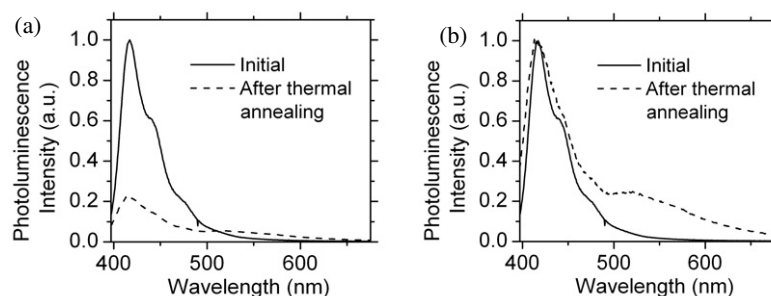 (a)
Photoluminescence
Intensity (a.u.)
1.0
0.8
0.6
0.4
0.2
0.0
Initial
After thermal
annealing
400
500
600
Wavelength (nm)
(b)
Photoluminescence
Intensity (a.u.)
1.0
0.8
0.6
0.4
0.2
0.0
Initial
After thermal
annealing
400
500
600
Wavelength (nm)